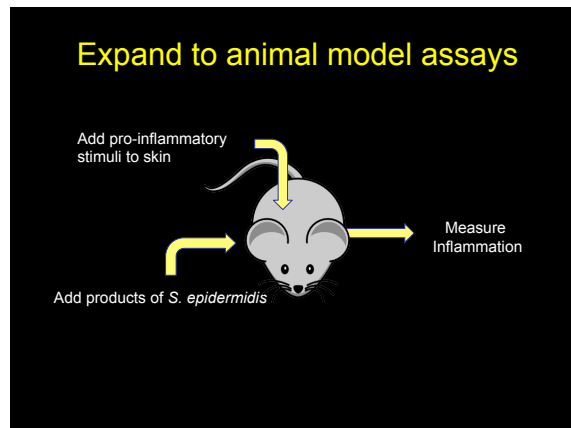 Expand to animal model assays
Add pro-inflammatory
stimuli to skin
Measure
Inflammation
Add products of S. epidermidis